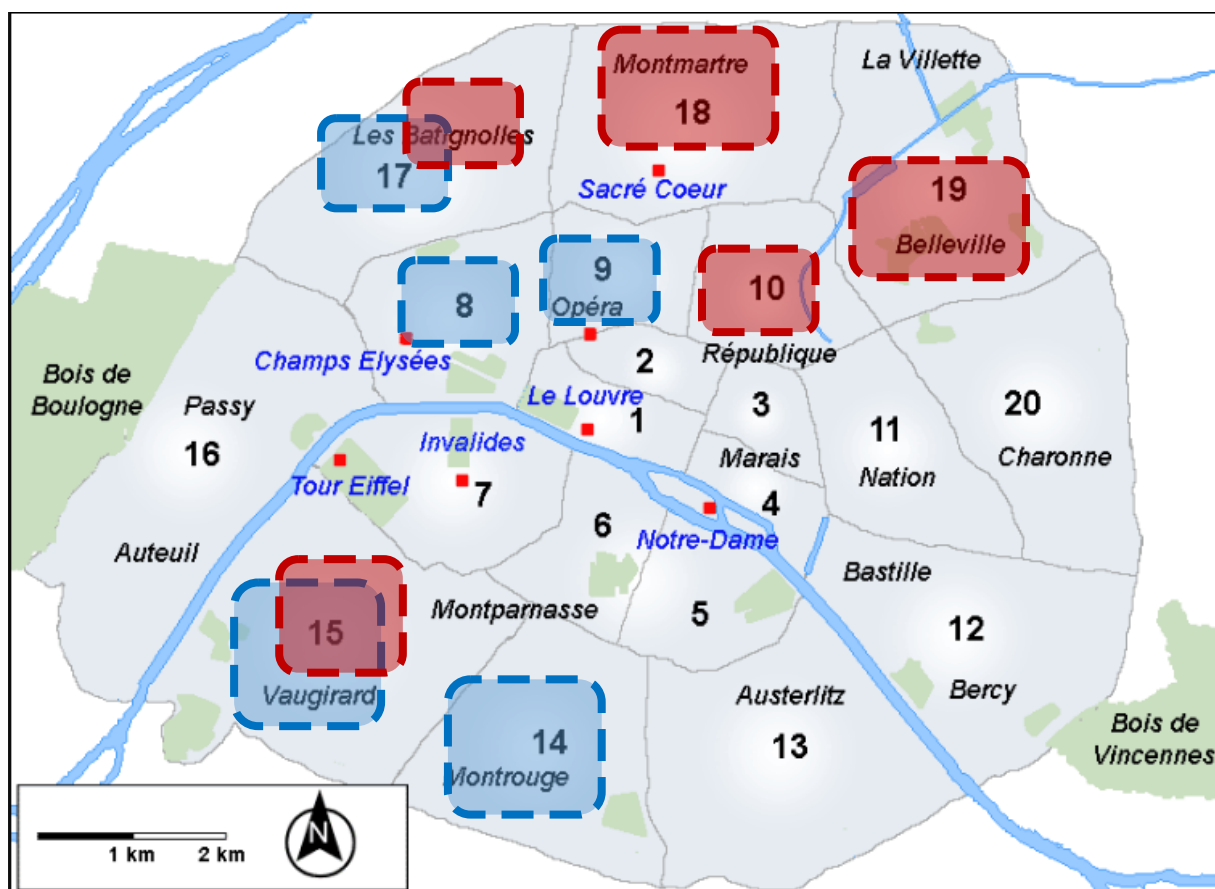 Montmartre
18
La Villette
Les Batignolles
17
Sacré Coeur
19
Belleville
9
Opéra
10
8
Champs Elysées
2
République
Bois de
Boulogne
Passy
16
Le Louvre
1
3
11
Nation
20
Charonne
Invalides
7
Tour Eiffel
Marais
4
6
Notre-Dame
Auteuil
Bastille
15
Vaugirard
Montparnasse
5
12
Bercy
Austerlitz
13
14
Montrouge
Bois de
Vincennes
1 km
2 km
N